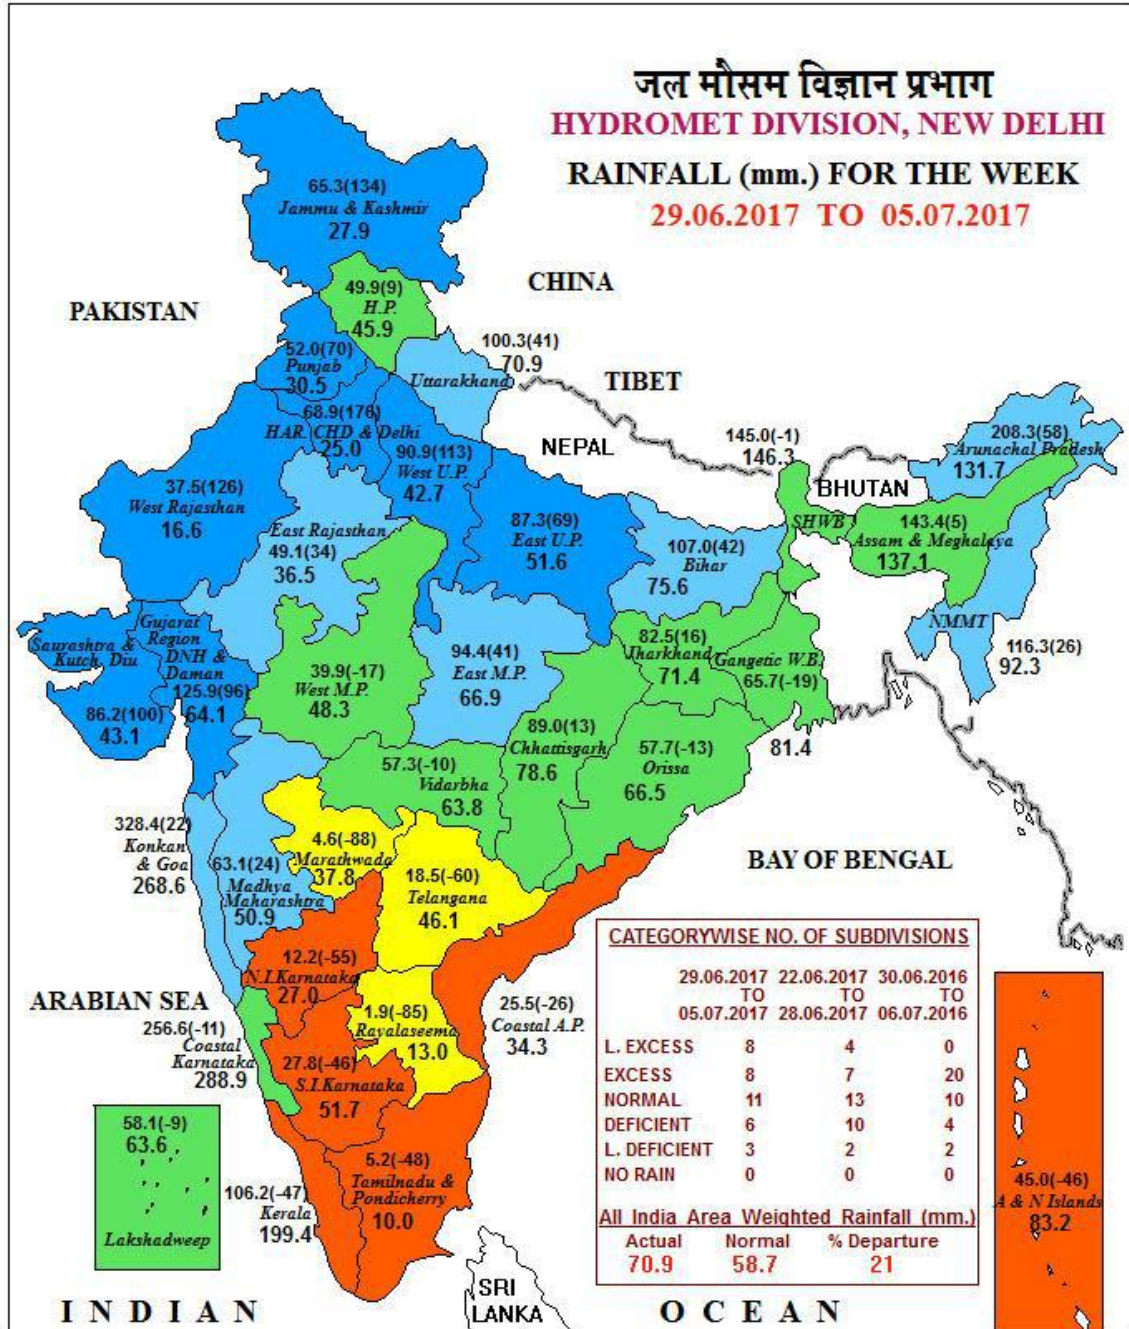 जल मौसम विज्ञान प्रभाग
HYDROMET DIVISION, NEW DELHI
RAINFALL (mm.) FOR THE WEEK
29.06.2017 TO 05.07.2017
65.3(134)
Jammu & Kashmir
27.9
CHINA
49.9(9)
H.P.
45.9
PAKISTAN
52.0(70)
Punjab
30.5
100.3(41)
70.9
Uttarakhand
TIBET
68.9(176)
HAR. CHD & Delhi
25.0
90.9(113)
West U.P.
42.7
NEPAL
145.0(-1)
146.3
208.3(58)
Arunachal Pradesh
131.7
BHUTAN
37.5(126)
West Rajasthan
16.6
East Rajasthan
49.1(34)
36.5
87.3(69)
East U.P.
51.6
107.0(42)
Bihar
75.6
SHWB
143.4(5)
Assam & Meghalaya
137.1
NMMT
116.3(26)
92.3
Saurashtra &
Kutch, Diu
86.2(100)
43.1
Gujarat
Region
DNH &
Daman
125.9(96)
64.1
39.9(-17)
West M.P.
48.3
94.4(41)
East M.P.
66.9
82.5(16)
Jharkhand
71.4
Gangetic W.B.
65.7(-19)
81.4
89.0(13)
Chhattisgarh
78.6
57.7(-13)
Orissa
66.5
57.3(-10)
Vidarbha
63.8
328.4(22)
Konkan
& Goa
268.6
63.1(24)
Madhya
Maharashtra
50.9
4.6(-88)
Marathwada
37.8
18.5(-60)
Telangana
46.1
BAY OF BENGAL
12.2(-55)
N.I.Karnataka
27.0
ARABIAN SEA
256.6(-11)
Coastal
Karnataka
288.9
1.9(-85)
Rayalaseema
13.0
25.5(-26)
Coastal A.P.
34.3
27.8(-46)
S.I.Karnataka
51.7
58.1(-9)
63.6
Lakshadweep
106.2(-47)
Kerala
199.4
5.2(-48)
Tamilnadu &
Pondicherry
10.0
CATEGORYWISE NO. OF SUBDIVISIONS
29.06.2017 22.06.2017 30.06.2016
TO TO TO
05.07.2017 28.06.2017 06.07.2016
L. EXCESS 8 4 0
EXCESS 8 7 20
NORMAL 11 13 10
DEFICIENT 6 10 4
L. DEFICIENT 3 2 2
NO RAIN 0 0 0
All India Area Weighted Rainfall (mm.)
Actual Normal % Departure
70.9 58.7 21
45.0(-46)
A & N Islands
83.2
SRI
LANKA
INDIAN OCEAN